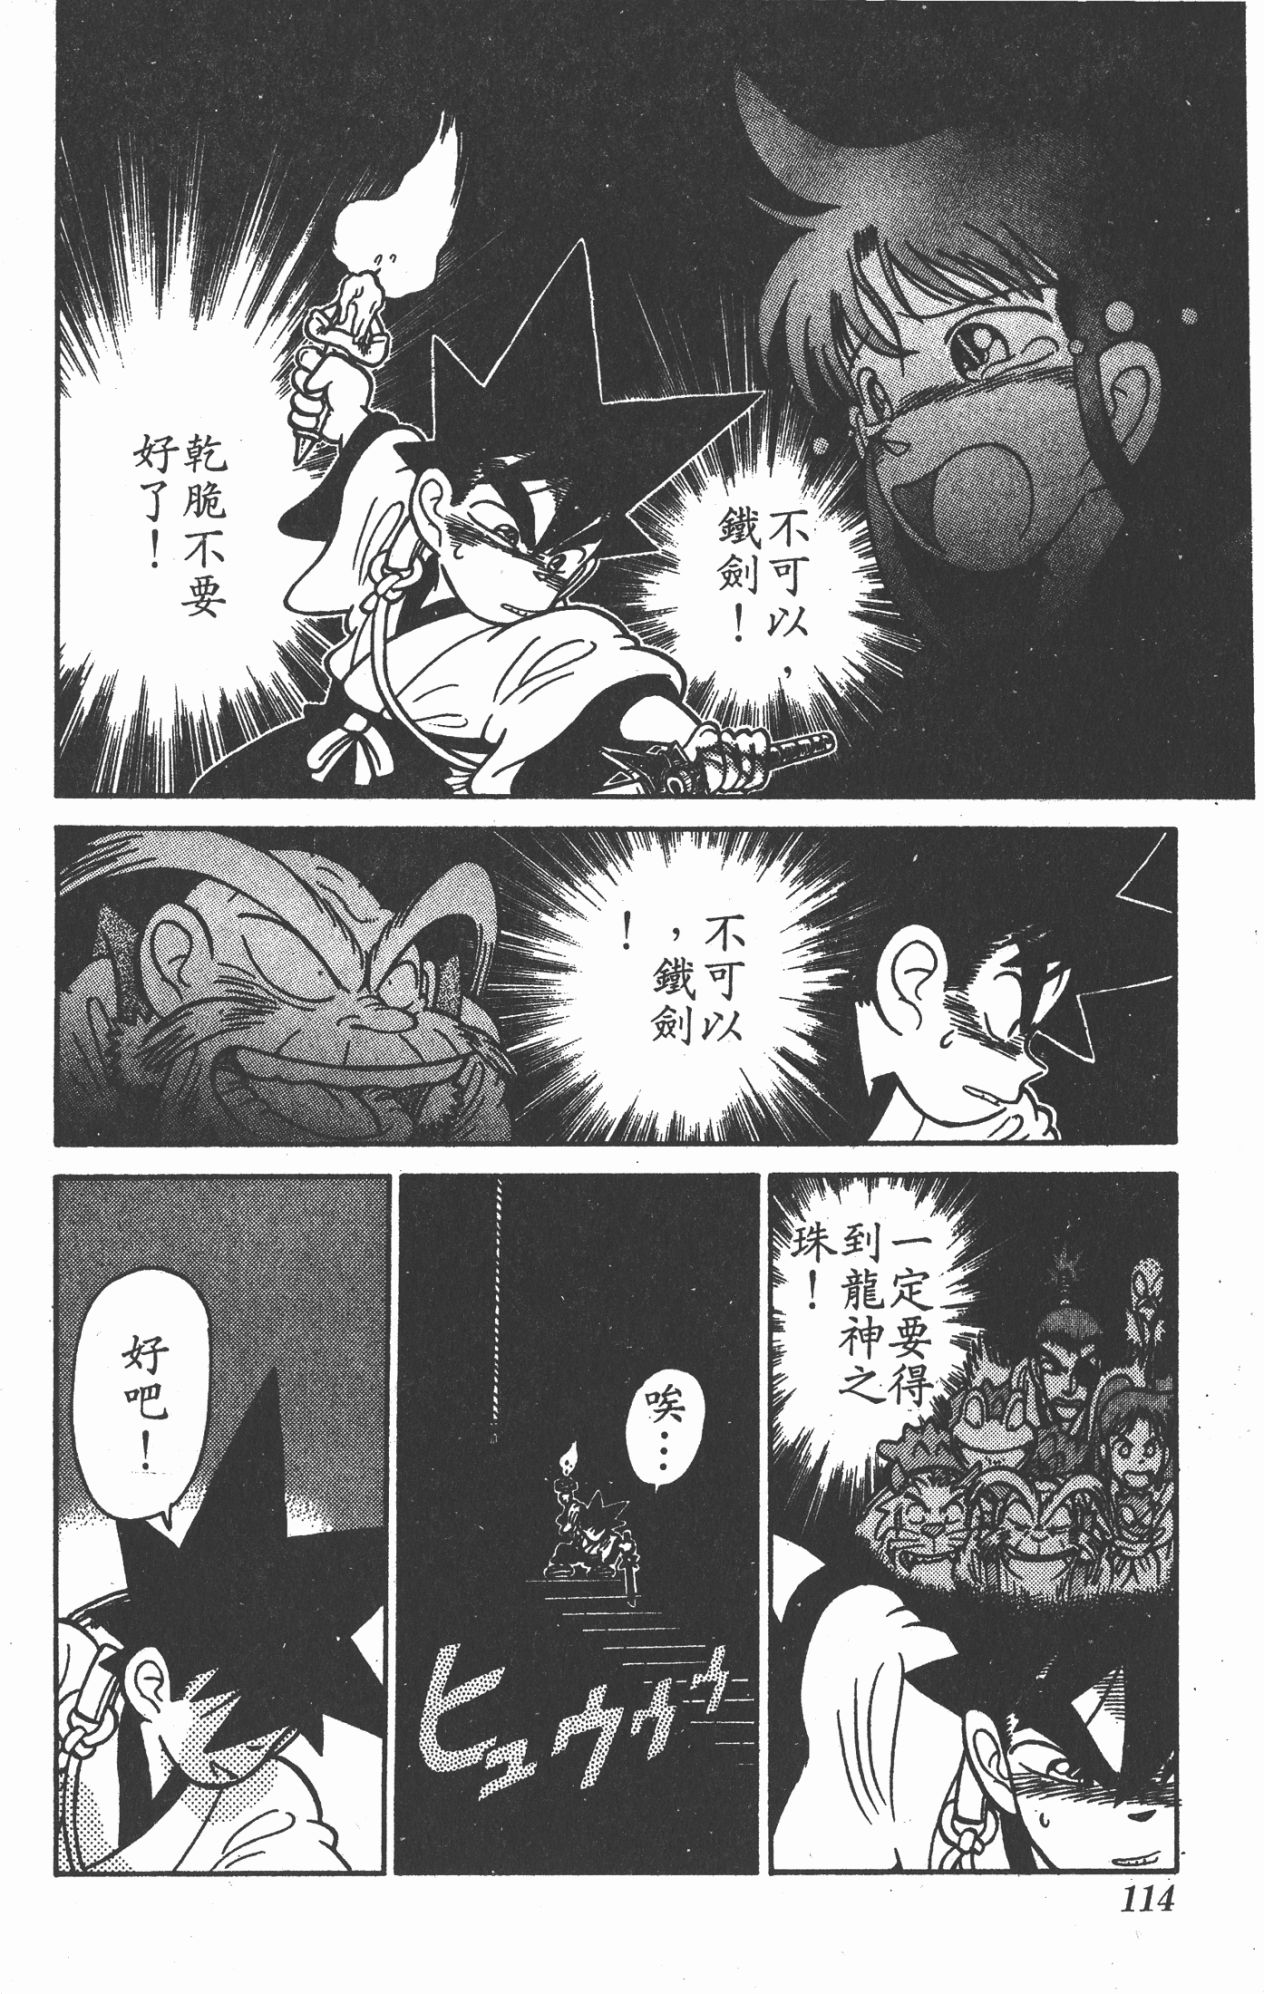 不可以，
鐵劍！
乾脆不要
好了！
不可以
，鐵劍
！
一定要得
到龍神之
珠！
唉…
ヒュウウウ
好吧！
114